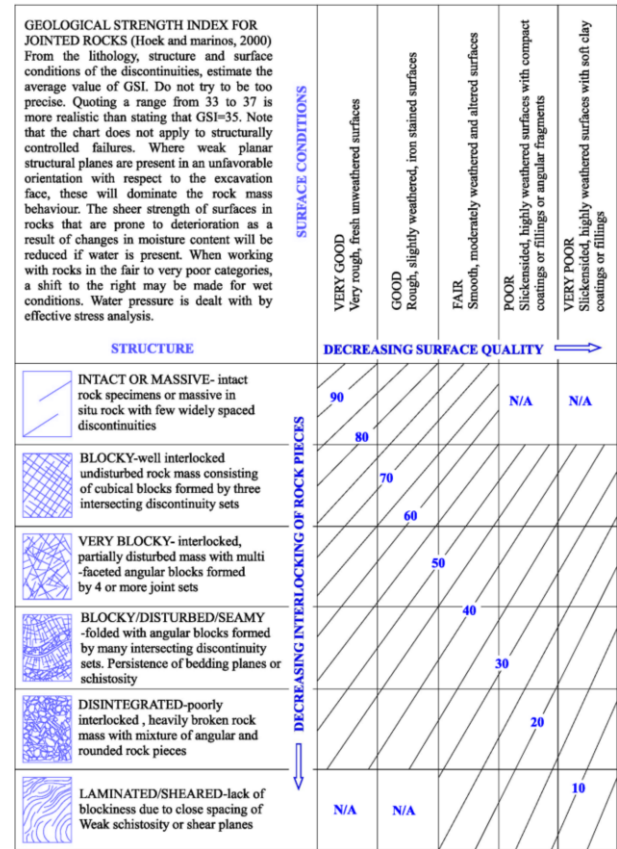 GEOLOGICAL STRENGTH INDEX FOR
JOINTED ROCKS (Hoek and marinos, 2000)
From the lithology, structure and surface
conditions of the discontinuities, estimate the
average value of GSI. Do not try to be too
precise. Quoting a range from 33 to 37 is
more realistic than stating that GSI=35. Note
that the chart does not apply to structurally
controlled failures. Where weak planar
structural planes are present in an unfavorable
orientation with respect to the excavation
face, these will dominate the rock mass
behaviour. The sheer strength of surfaces in
rocks that are prone to deterioration as a
result of changes in moisture content will be
reduced if water is present. When working
with rocks in the fair to very poor categories,
a shift to the right may be made for wet
conditions. Water pressure is dealt with by
effective stress analysis.
STRUCTURE
SURFACE CONDITIONS
VERY GOOD
Very rough, fresh unweathered surfaces
GOOD
Rough, slightly weathered, iron stained surfaces
FAIR
Smooth, moderately weathered and altered surfaces
POOR
Slickensided, highly weathered surfaces with compact
coatings or fillings or angular fragments
VERY POOR
Slickensided, highly weathered surfaces with soft clay
coatings or fillings
DECREASING SURFACE QUALITY
DECREASING INTERLOCKING OF ROCK PIECES
INTACT OR MASSIVE- intact
rock specimens or massive in
situ rock with few widely spaced
discontinuities
90
80
N/A
N/A
BLOCKY-well interlocked
undisturbed rock mass consisting
of cubical blocks formed by three
intersecting discontinuity sets
70
60
VERY BLOCKY- interlocked,
partially disturbed mass with multi
-faceted angular blocks formed
by 4 or more joint sets
50
40
BLOCKY/DISTURBED/SEAMY
-folded with angular blocks formed
by many intersecting discontinuity
sets. Persistence of bedding planes or
schistosity
30
DISINTEGRATED-poorly
interlocked , heavily broken rock
mass with mixture of angular and
rounded rock pieces
20
LAMINATED/SHEARED-lack of
blockiness due to close spacing of
Weak schistosity or shear planes
N/A
N/A
10